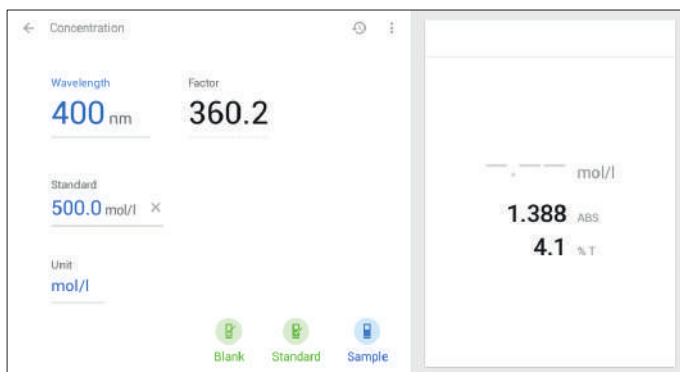 Concentration
Wavelength
400 nm
Factor
360.2
Standard
500.0 mol/l ×
Unit
mol/l
Blank
Standard
Sample
—.—— mol/l
1.388 ABS
4.1 %T